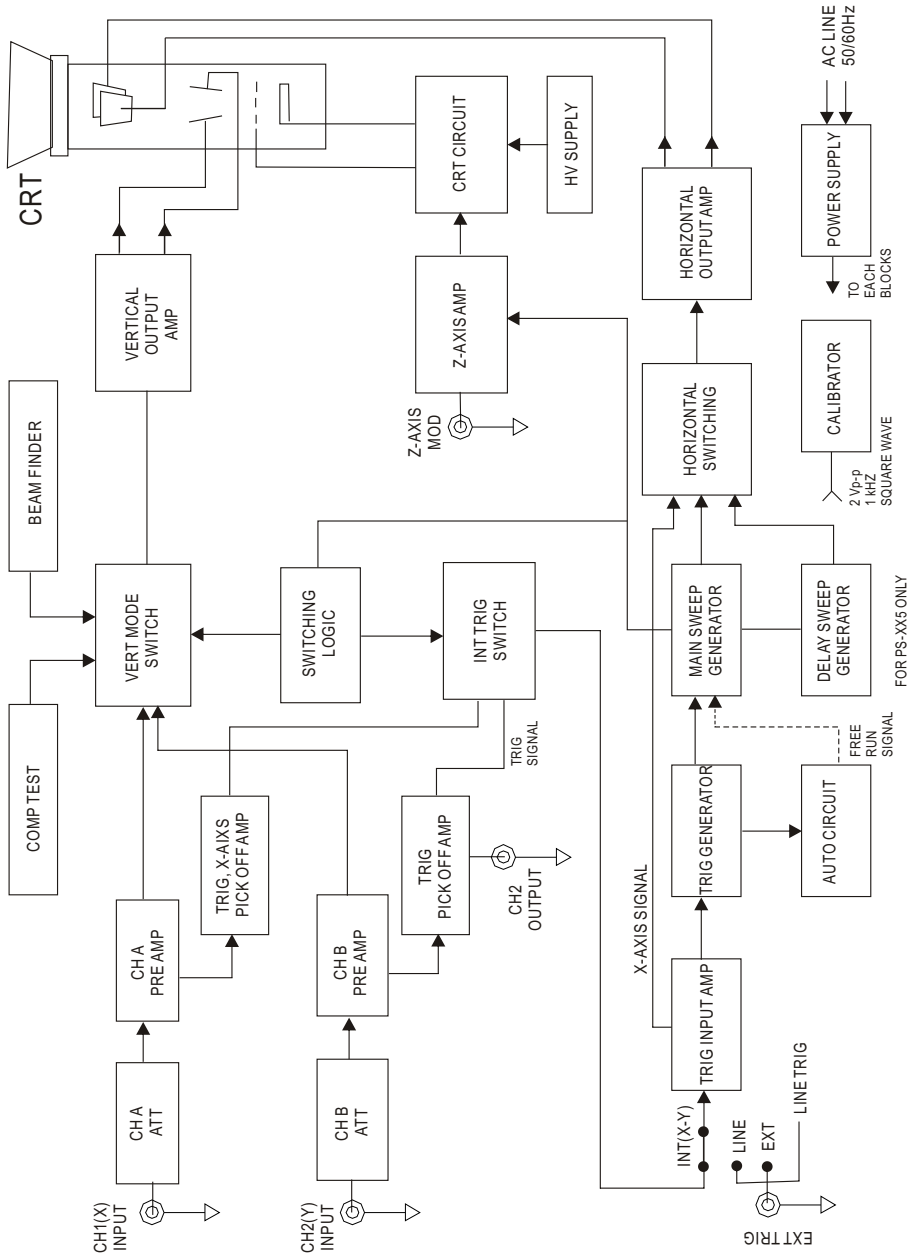 CRT
BEAM FINDER
COMP TEST
VERTICAL
OUTPUT
AMP
VERT MODE
SWITCH
CH A
PRE AMP
CH A
ATT
CH1(X)
INPUT
TRIG, X-AIXS
PICK OFF AMP
SWITCHING
LOGIC
CH B
PRE AMP
CH B
ATT
CH2(Y)
INPUT
TRIG
PICK OFF AMP
CH2
OUTPUT
TRIG
SIGNAL
INT TRIG
SWITCH
Z-AXIS
MOD
Z-AXIS AMP
CRT CIRCUIT
HV SUPPLY
X-AXIS SIGNAL
INT(X-Y)
LINE
EXT
LINE TRIG
EXT TRIG
TRIG INPUT AMP
TRIG GENERATOR
AUTO CIRCUIT
FREE
RUN
SIGNAL
MAIN SWEEP
GENERATOR
DELAY SWEEP
GENERATOR
FOR PS-XX5 ONLY
HORIZONTAL
SWITCHING
HORIZONTAL
OUTPUT AMP
2 Vp-p
1 kHZ
SQUARE WAVE
CALIBRATOR
TO
EACH
BLOCKS
POWER SUPPLY
AC LINE
50/60Hz